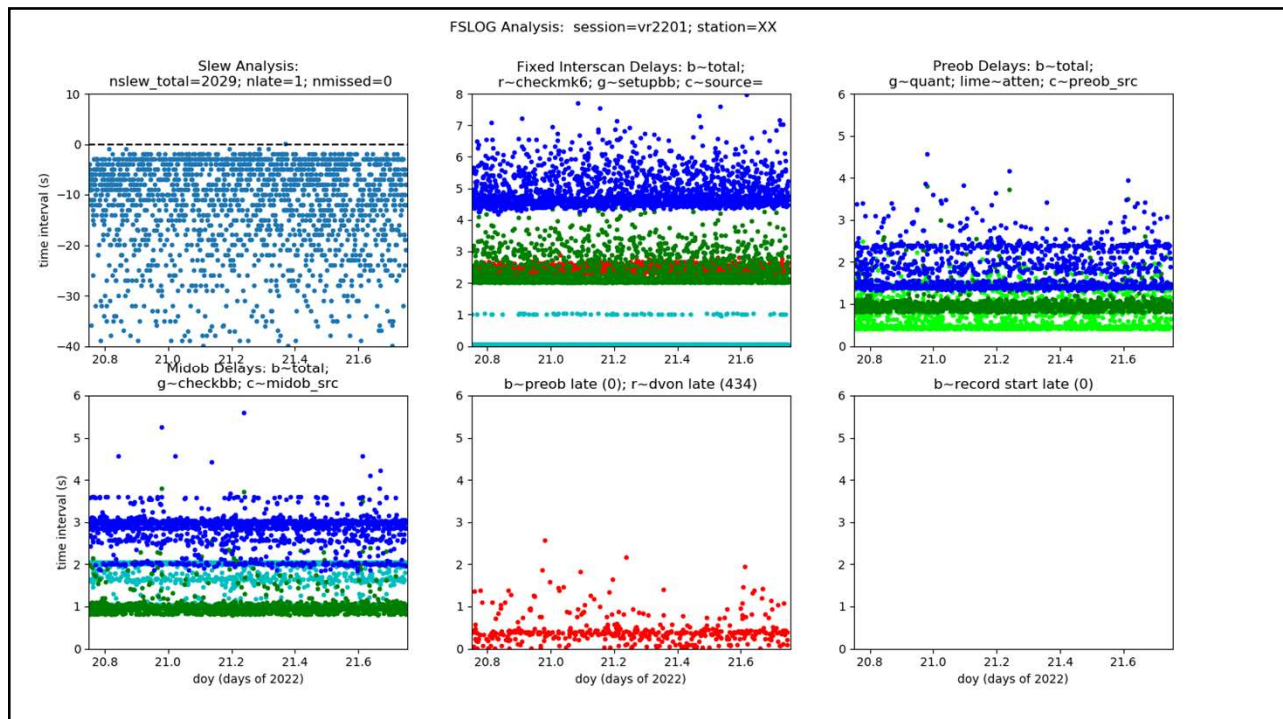 FSLOG Analysis:  session=vr2201; station=XX
Slew Analysis:
nslew_total=2029; nlate=1; nmissed=0
time interval (s)
10
0
−10
−20
−30
−40
20.8 21.0 21.2 21.4 21.6
Fixed Interscan Delays: b~total;
r~checkmk6; g~setupbb; c~source=
8
7
6
5
4
3
2
1
0
20.8 21.0 21.2 21.4 21.6
Preob Delays: b~total;
g~quant; lime~atten; c~preob_src
6
5
4
3
2
1
0
20.8 21.0 21.2 21.4 21.6
Midob Delays: b~total;
g~checkbb; c~midob_src
time interval (s)
6
5
4
3
2
1
0
20.8 21.0 21.2 21.4 21.6
doy (days of 2022)
b~preob late (0); r~dvon late (434)
6
5
4
3
2
1
0
20.8 21.0 21.2 21.4 21.6
doy (days of 2022)
b~record start late (0)
6
5
4
3
2
1
0
20.8 21.0 21.2 21.4 21.6
doy (days of 2022)